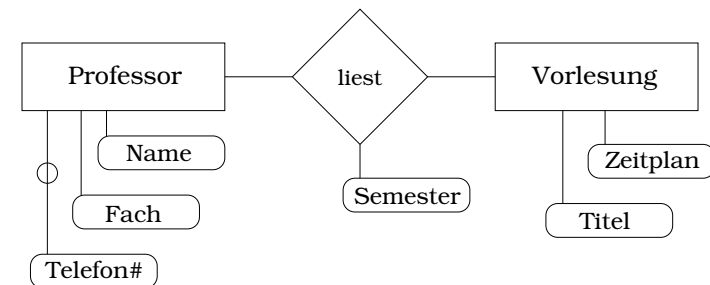 Professor
liest
Vorlesung
Name
Zeitplan
Semester
Fach
Titel
Telefon#